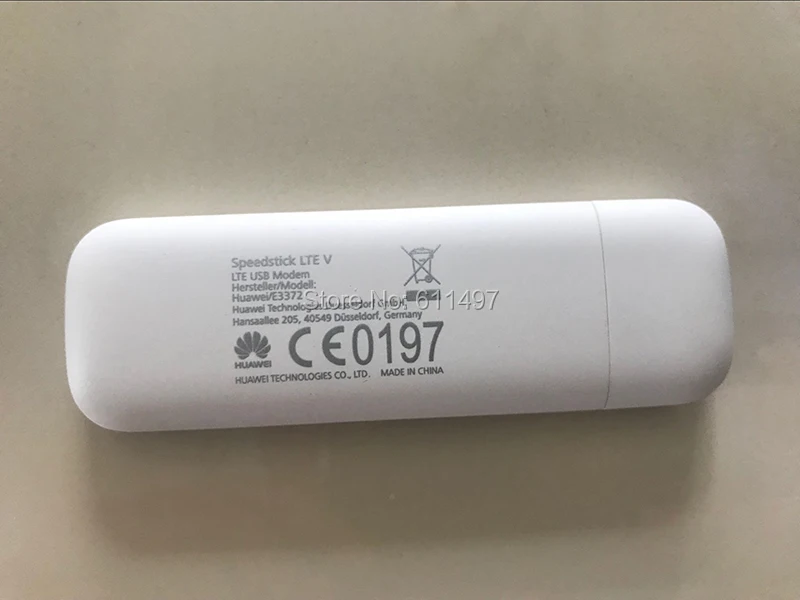 Speedstick LTE V
LTE USB Modem
Hersteller/Modell:
Huawei/E3372
Store No: 611497
Huawei Technologies Düsseldorf GmbH
Hansaallee 205, 40549 Düsseldorf, Germany
HUAWEI
CE0197
HUAWEI TECHNOLOGIES CO., LTD. MADE IN CHINA